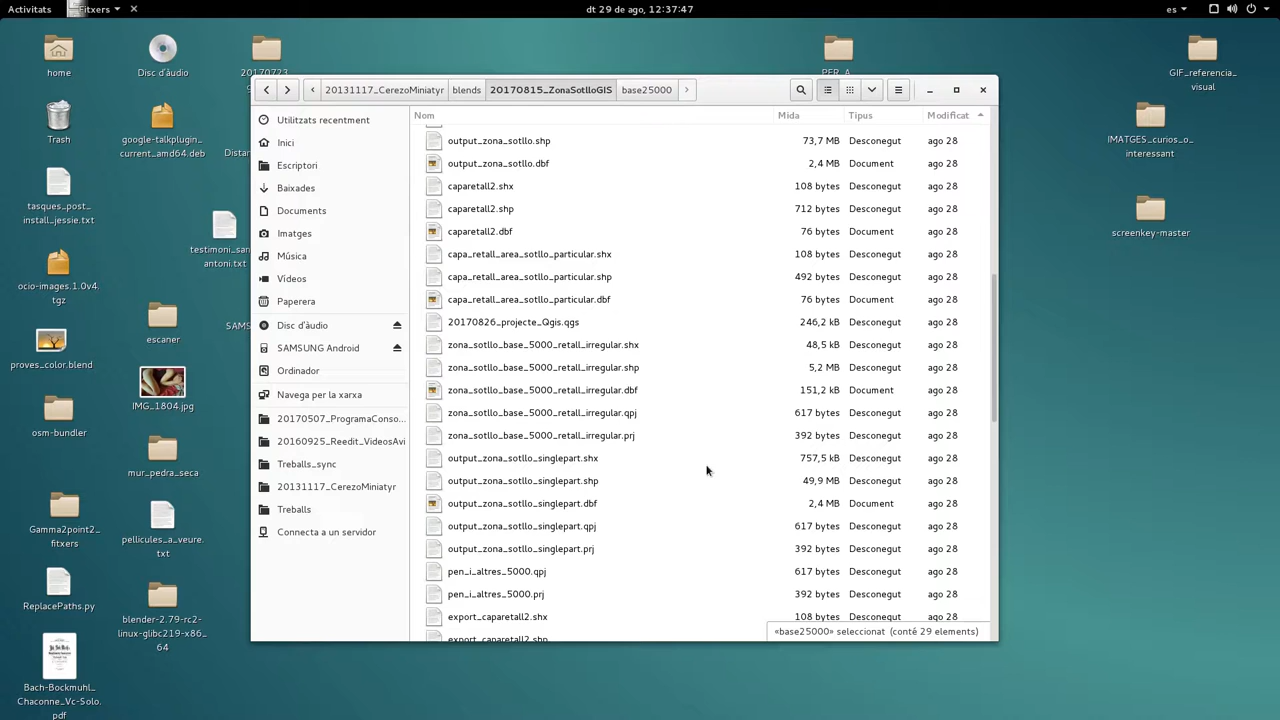 Activitats
Fitxers
dt 29 de ago, 12:37:47
es
home
Disc d'àudio
20170723
PER_A
GIF_referencia_
visual
Trash
google-talkplugin_
current_amd64.deb
Distan
IMATGES_curios_o_
interessant
tasques_post_
install_jessie.txt
testimoni_san
antoni.txt
screenkey-master
ocio-images.1.0v4.
tgz
escaner
SAMS
proves_color.blend
IMG_1804.jpg
osm-bundler
mur_pedra_seca
Gamma2point2_
fitxers
pellicules_a_veure.
txt
ReplacePaths.py
blender-2.79-rc2-
linux-glibc219-x86_
64
Bach-Bockmuhl_
Chaconne_Vc-Solo.
pdf
20131117_CerezoMiniatyr
blends
20170815_ZonaSotlloGIS
base25000
Utilitzats recentment
Inici
Escriptori
Baixades
Documents
Imatges
Música
Vídeos
Paperera
Disc d'àudio
SAMSUNG Android
Ordinador
Navega per la xarxa
20170507_ProgramaConso...
20160925_Reedit_VideosAvi
Treballs_sync
20131117_CerezoMiniatyr
Treballs
Connecta a un servidor
Nom Mida Tipus Modificat
output_zona_sotllo.shp 73,7 MB Desconegut ago 28
output_zona_sotllo.dbf 2,4 MB Document ago 28
caparetall2.shx 108 bytes Desconegut ago 28
caparetall2.shp 712 bytes Desconegut ago 28
caparetall2.dbf 76 bytes Document ago 28
capa_retall_area_sotllo_particular.shx 108 bytes Desconegut ago 28
capa_retall_area_sotllo_particular.shp 492 bytes Desconegut ago 28
capa_retall_area_sotllo_particular.dbf 76 bytes Document ago 28
20170826_projecte_Qgis.qgs 246,2 kB Desconegut ago 28
zona_sotllo_base_5000_retall_irregular.shx 48,5 kB Desconegut ago 28
zona_sotllo_base_5000_retall_irregular.shp 5,2 MB Desconegut ago 28
zona_sotllo_base_5000_retall_irregular.dbf 151,2 kB Document ago 28
zona_sotllo_base_5000_retall_irregular.qpj 617 bytes Desconegut ago 28
zona_sotllo_base_5000_retall_irregular.prj 392 bytes Desconegut ago 28
output_zona_sotllo_singlepart.shx 757,5 kB Desconegut ago 28
output_zona_sotllo_singlepart.shp 49,9 MB Desconegut ago 28
output_zona_sotllo_singlepart.dbf 2,4 MB Document ago 28
output_zona_sotllo_singlepart.qpj 617 bytes Desconegut ago 28
output_zona_sotllo_singlepart.prj 392 bytes Desconegut ago 28
pen_i_altres_5000.qpj 617 bytes Desconegut ago 28
pen_i_altres_5000.prj 392 bytes Desconegut ago 28
export_caparetall2.shx 108 bytes Desconegut ago 28
export_caparetall2.shp
«base25000» seleccionat (conté 29 elements)